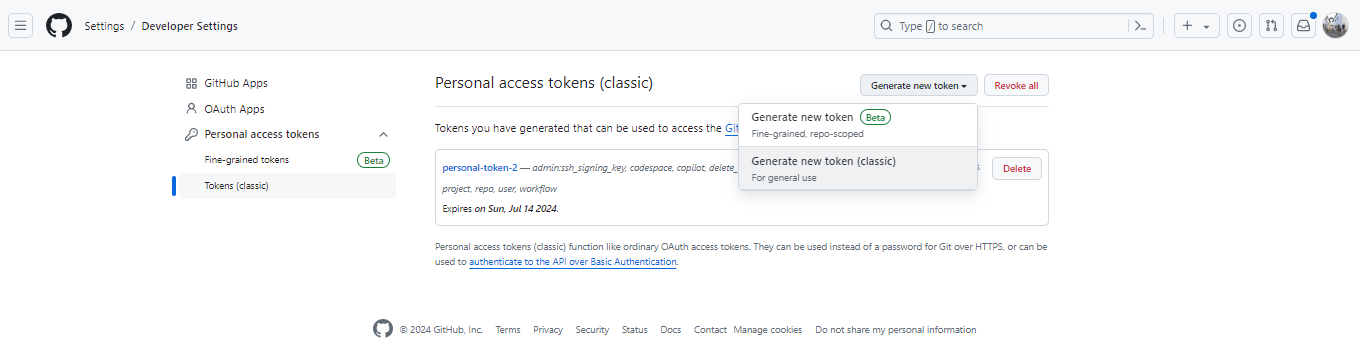 Settings / Developer Settings
Type / to search
GitHub Apps
OAuth Apps
Personal access tokens
Fine-grained tokens Beta
Tokens (classic)
Personal access tokens (classic)
Generate new token
Revoke all
Generate new token Beta
Fine-grained, repo-scoped
Generate new token (classic)
For general use
Tokens you have generated that can be used to access the
personal-token-2 — admin:ssh_signing_key, codespace, copilot,
project, repo, user, workflow
Expires on Sun, Jul 14 2024.
Delete
Personal access tokens (classic) function like ordinary OAuth access tokens. They can be used instead of a password for Git over HTTPS, or can be
used to authenticate to the API over Basic Authentication.
© 2024 GitHub, Inc. Terms Privacy Security Status Docs Contact Manage cookies Do not share my personal information